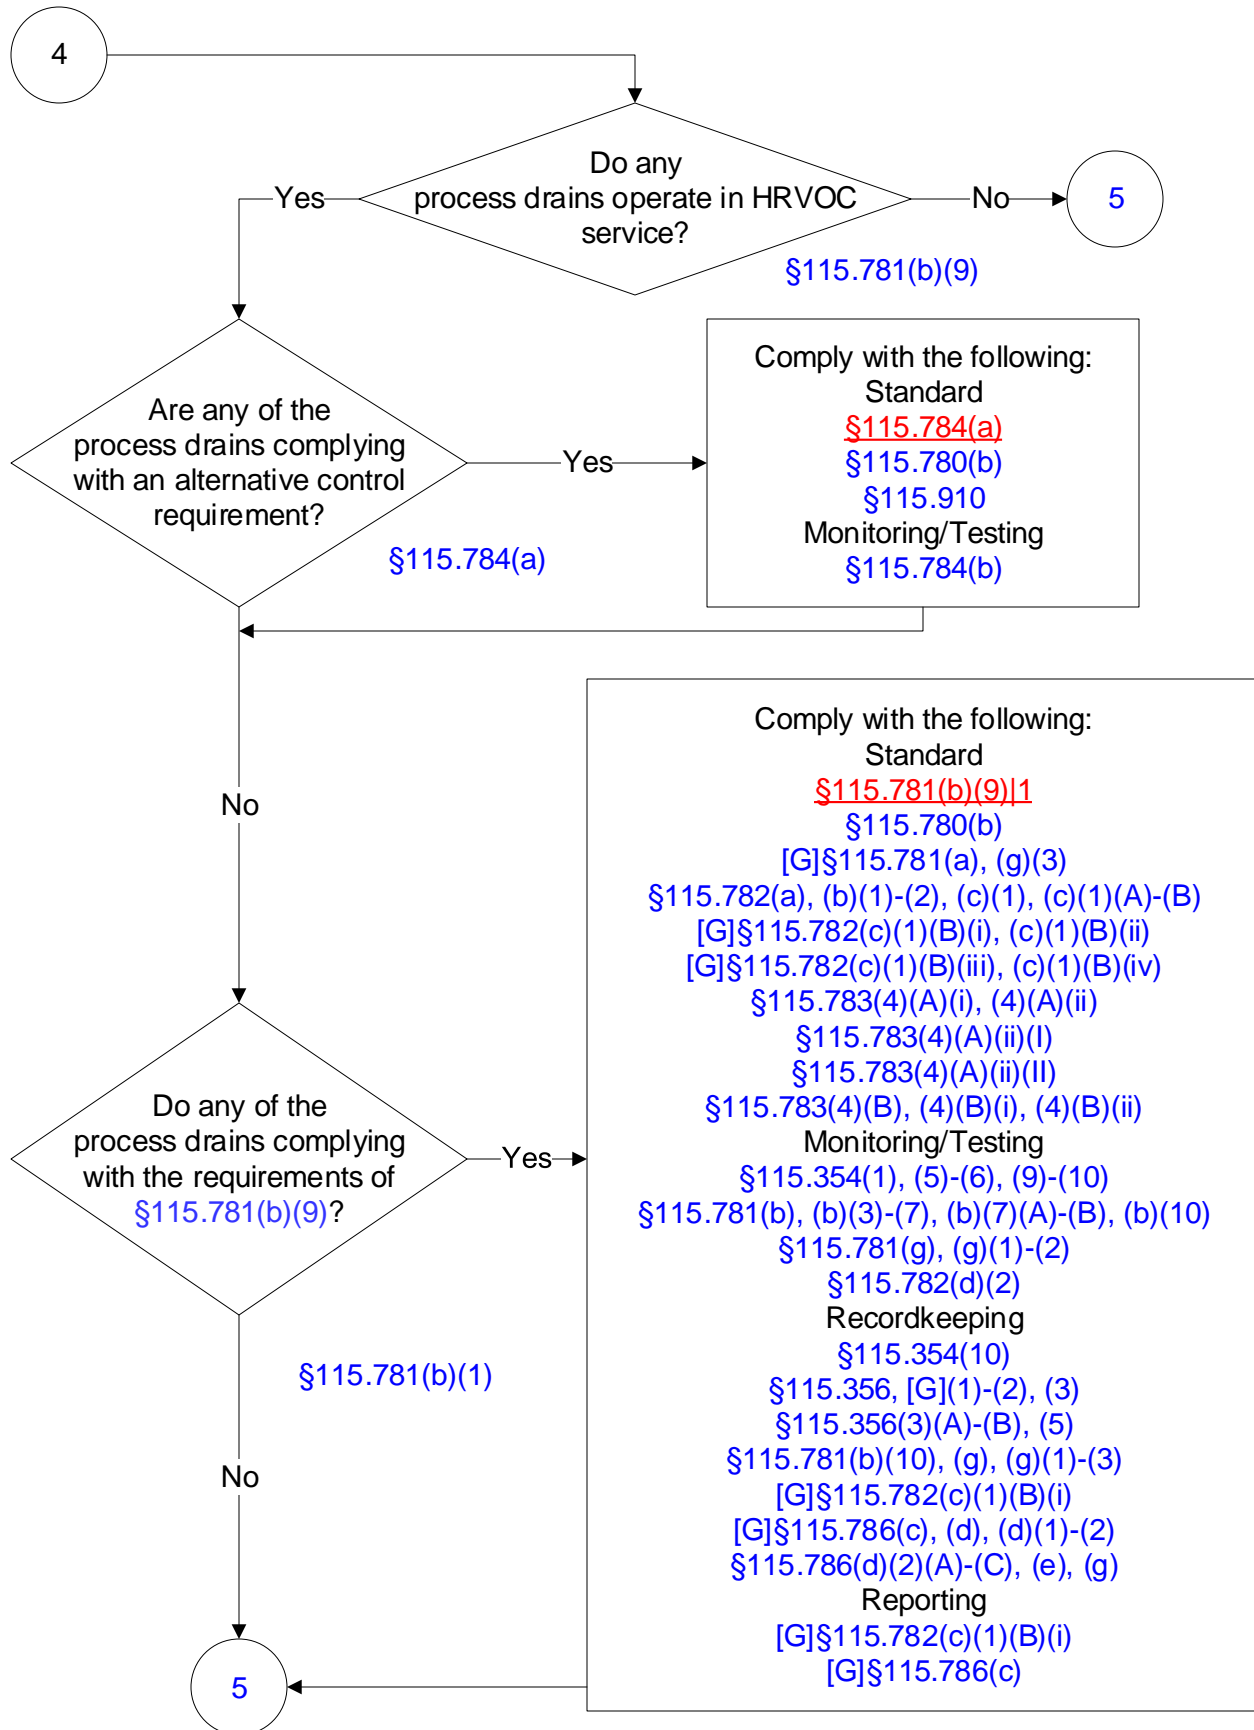 4
Do any
process drains operate in HRVOC
service?
Yes
No
5
§115.781(b)(9)
Are any of the
process drains complying
with an alternative control
requirement?
Yes
§115.784(a)
Comply with the following:
Standard
§115.784(a)
§115.780(b)
§115.910
Monitoring/Testing
§115.784(b)
No
Do any of the
process drains complying
with the requirements of
§115.781(b)(9)?
Yes
§115.781(b)(1)
No
5
Comply with the following:
Standard
§115.781(b)(9)|1
§115.780(b)
[G]§115.781(a), (g)(3)
§115.782(a), (b)(1)-(2), (c)(1), (c)(1)(A)-(B)
[G]§115.782(c)(1)(B)(i), (c)(1)(B)(ii)
[G]§115.782(c)(1)(B)(iii), (c)(1)(B)(iv)
§115.783(4)(A)(i), (4)(A)(ii)
§115.783(4)(A)(ii)(I)
§115.783(4)(A)(ii)(II)
§115.783(4)(B), (4)(B)(i), (4)(B)(ii)
Monitoring/Testing
§115.354(1), (5)-(6), (9)-(10)
§115.781(b), (b)(3)-(7), (b)(7)(A)-(B), (b)(10)
§115.781(g), (g)(1)-(2)
§115.782(d)(2)
Recordkeeping
§115.354(10)
§115.356, [G](1)-(2), (3)
§115.356(3)(A)-(B), (5)
§115.781(b)(10), (g), (g)(1)-(3)
[G]§115.782(c)(1)(B)(i)
[G]§115.786(c), (d), (d)(1)-(2)
§115.786(d)(2)(A)-(C), (e), (g)
Reporting
[G]§115.782(c)(1)(B)(i)
[G]§115.786(c)